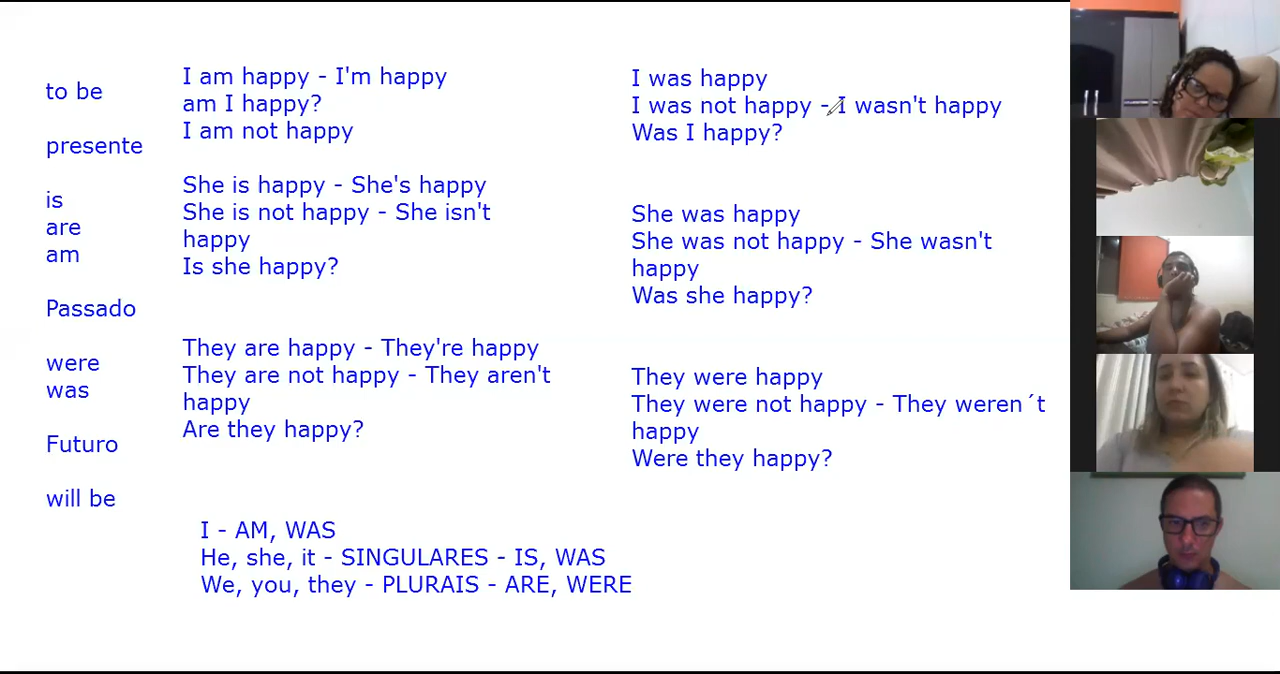 to be
presente
is
are
am
Passado
were
was
Futuro
will be
I am happy - I'm happy
am I happy?
I am not happy
She is happy - She's happy
She is not happy - She isn't
happy
Is she happy?
They are happy - They're happy
They are not happy - They aren't
happy
Are they happy?
I was happy
I was not happy - I wasn't happy
Was I happy?
She was happy
She was not happy - She wasn't
happy
Was she happy?
They were happy
They were not happy - They weren´t
happy
Were they happy?
I - AM, WAS
He, she, it - SINGULARES - IS, WAS
We, you, they - PLURAIS - ARE, WERE